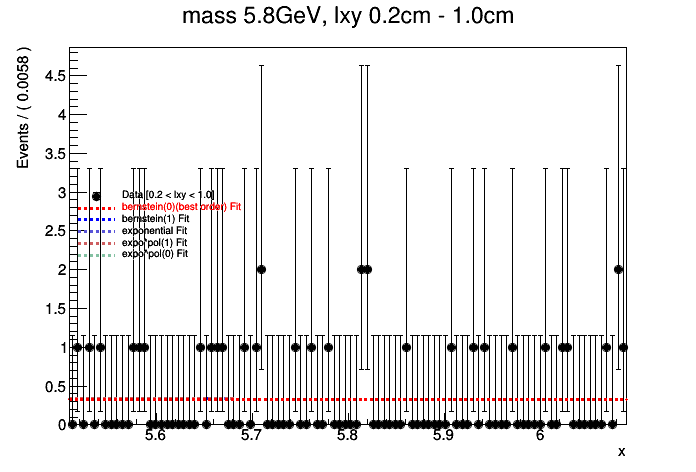 mass 5.8GeV, lxy 0.2cm - 1.0cm
Events / ( 0.0058 )
4.5
4
3.5
3
2.5
2
1.5
1
0.5
0
Data [0.2 < lxy < 1.0]
bernstein(0)(best order) Fit
bernstein(1) Fit
exponential Fit
expo*pol(1) Fit
expo*pol(0) Fit
5.6 5.7 5.8 5.9 6
x